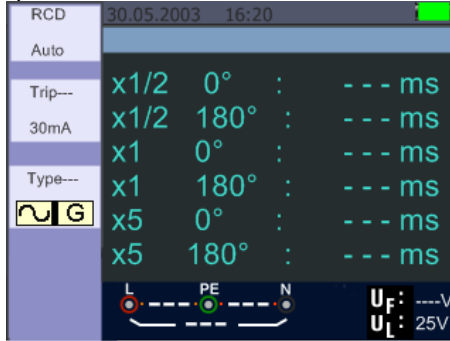 RCD
30.05.2003 16:20
Auto
Trip---
30mA
Type---
G
x1/2 0° : --- ms
x1/2 180° : --- ms
x1 0° : --- ms
x1 180° : --- ms
x5 0° : --- ms
x5 180° : --- ms
L PE N
---
UF: ----V
UL: 25V